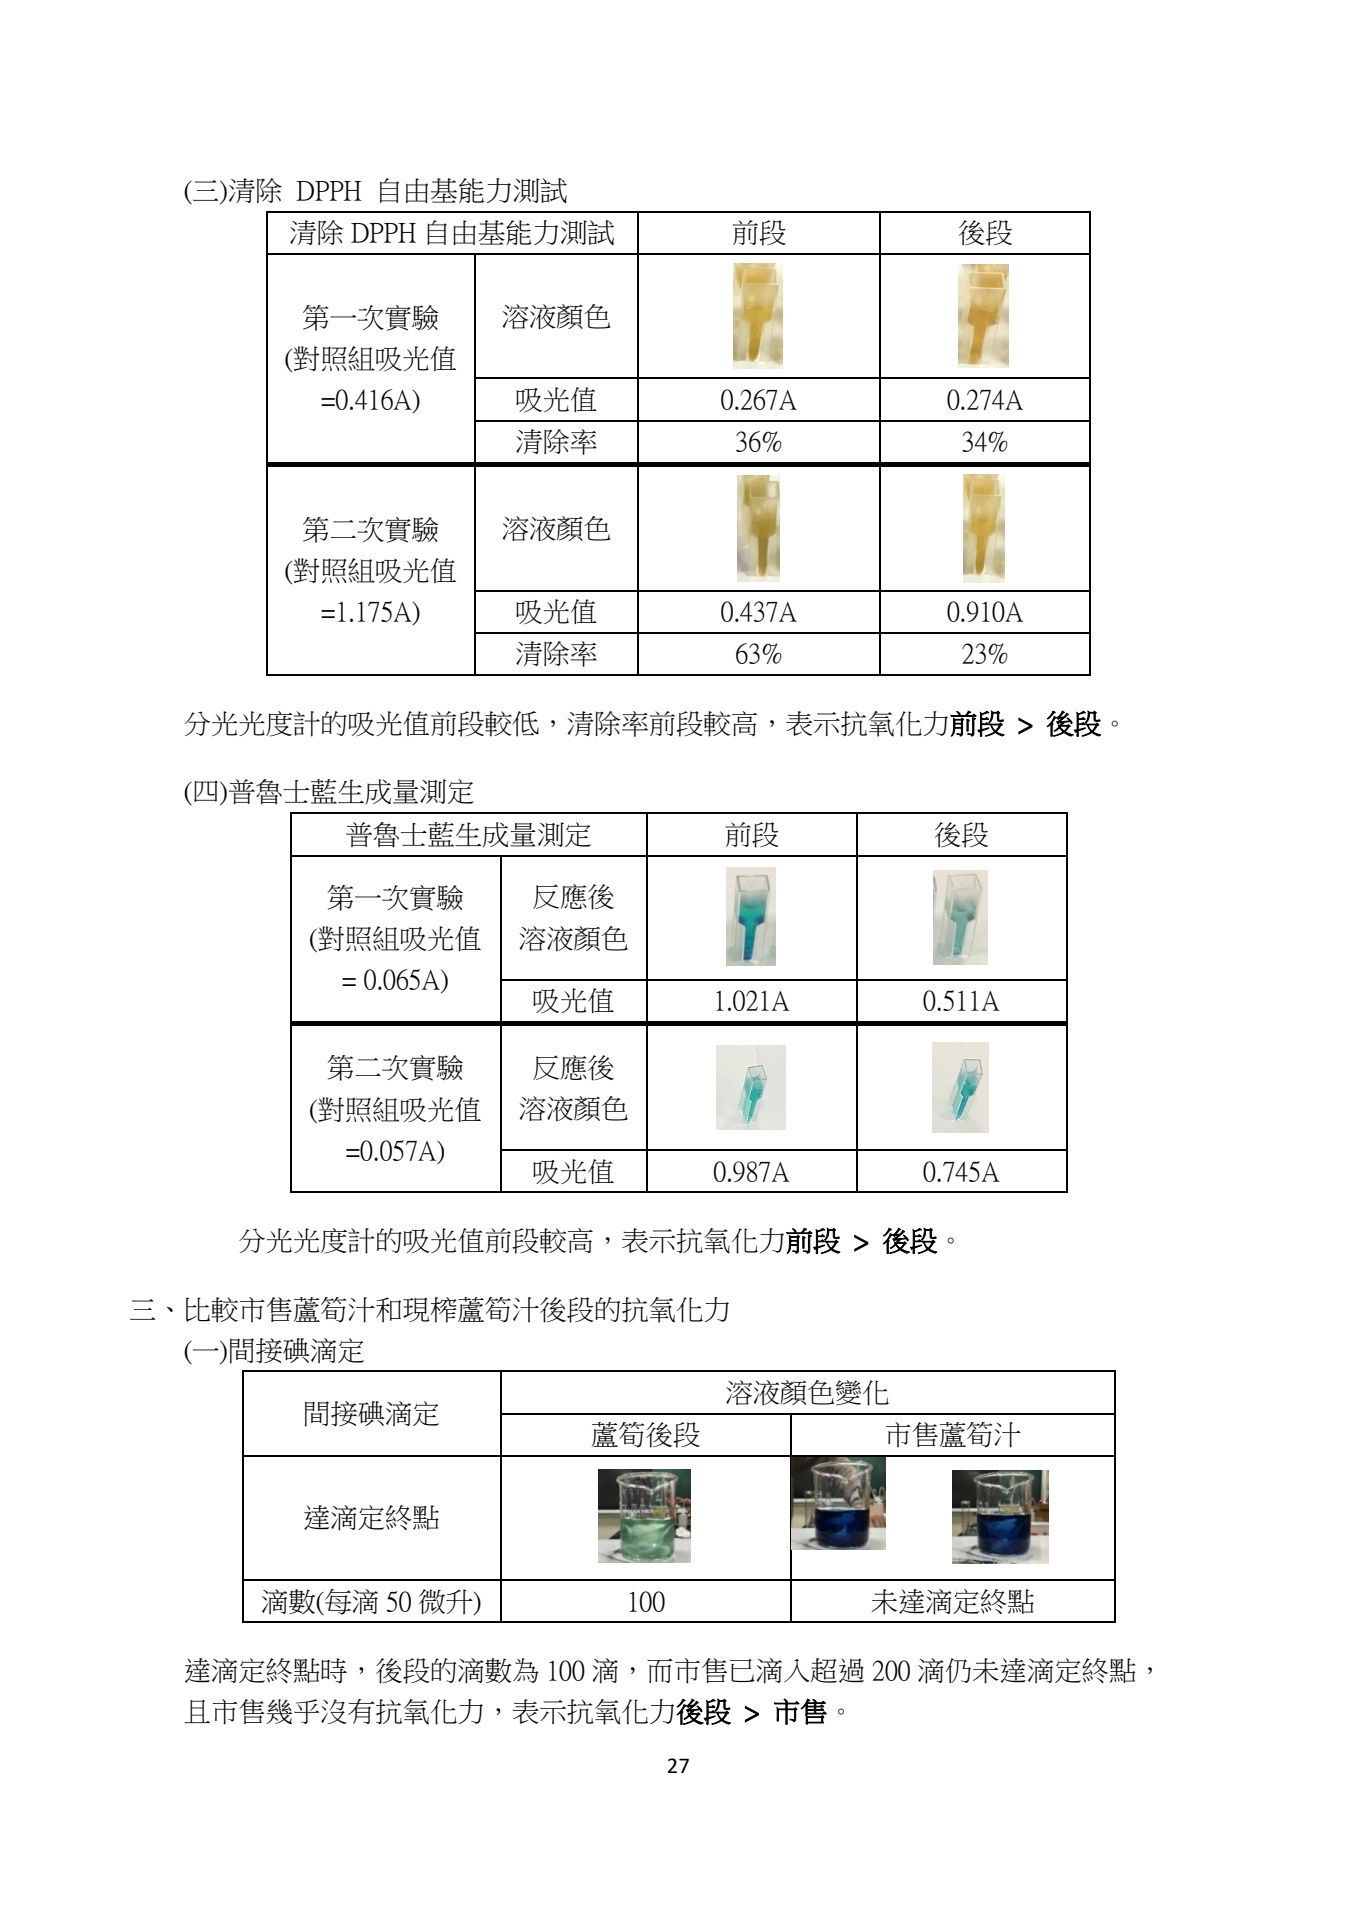 (三)清除 DPPH 自由基能力測試
清除 DPPH 自由基能力測試 前段 後段
第一次實驗
(對照組吸光值
=0.416A)
溶液顏色
吸光值 0.267A 0.274A
清除率 36% 34%
第二次實驗
(對照組吸光值
=1.175A)
溶液顏色
吸光值 0.437A 0.910A
清除率 63% 23%
分光光度計的吸光值前段較低,清除率前段較高,表示抗氧化力前段 > 後段。
(四)普魯士藍生成量測定
普魯士藍生成量測定 前段 後段
第一次實驗
(對照組吸光值
= 0.065A)
反應後
溶液顏色
吸光值 1.021A 0.511A
第二次實驗
(對照組吸光值
=0.057A)
反應後
溶液顏色
吸光值 0.987A 0.745A
分光光度計的吸光值前段較高,表示抗氧化力前段 > 後段。
三、比較市售蘆筍汁和現榨蘆筍汁後段的抗氧化力
(一)間接碘滴定
間接碘滴定 溶液顏色變化
蘆筍後段 市售蘆筍汁
達滴定終點
滴數(每滴 50 微升) 100 未達滴定終點
達滴定終點時,後段的滴數為 100 滴,而市售已滴入超過 200 滴仍未達滴定終點,
且市售幾乎沒有抗氧化力,表示抗氧化力後段 > 市售。
27